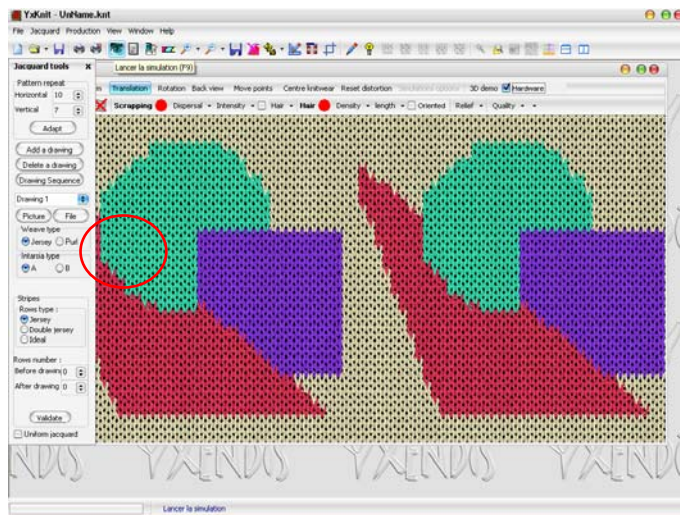 YxKnit - UnName.knt
File Jacquard Production View Window Help
Jacquard tools x
Lancer la simulation (F9)
Pattern repeat
Horizontal 10
Vertical 7
Adapt
Add a drawing
Delete a drawing
Drawing Sequence
Drawing 1
Picture File
Weave type
Jersey Purl
Intarsia type
A B
Stripes
Rows type :
Jersey
Double jersey
Ideal
Rows number :
Before drawing 0
After drawing 0
Validate
Uniform jacquard
Translation Rotation Back view Move points Centre knitwear Reset distortion Simulations options 3D demo Hardware
Scrapping Dispersal Intensity Hair Hair Density length Oriented Relief Quality
YXENDIS YXENDIS
Lancer la simulation